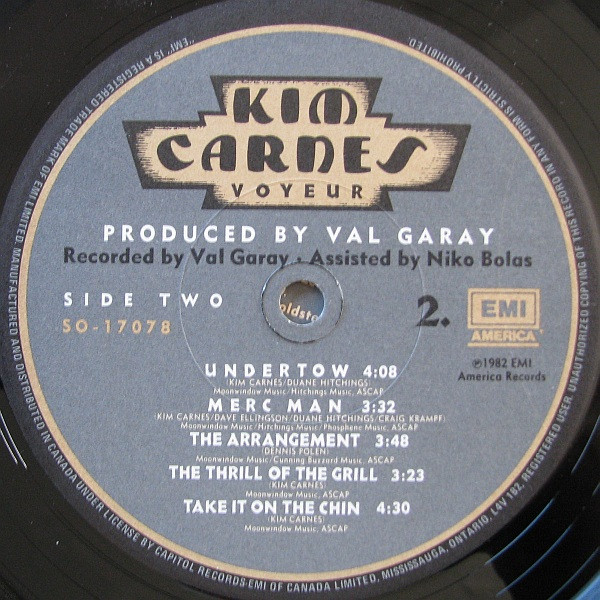 KIM
CARNES
VOYEUR
PRODUCED BY VAL GARAY
Recorded by Val Garay · Assisted by Niko Bolas
SIDE TWO
2.
SO-17078
EMI
AMERICA
oldst
℗1982 EMI
America Records
UNDERTOW 4:08
(KIM CARNES/DUANE HITCHINGS)
Moonwindow Music/Hitchings Music, ASCAP
MERC MAN 3:32
(KIM CARNES/DAVE ELLINGSON/DUANE HITCHINGS/CRAIG KRAMPF)
Moonwindow Music/Hitchings Music/Phosphene Music, ASCAP
THE ARRANGEMENT 3:48
(DENNIS POLEN)
Moonwindow Music/Cunning Buzzard Music, ASCAP
THE THRILL OF THE GRILL 3:23
(KIM CARNES)
Moonwindow Music, ASCAP
TAKE IT ON THE CHIN 4:30
(KIM CARNES)
Moonwindow Music, ASCAP
"EMI" IS A REGISTERED TRADE MARK OF EMI LIMITED. MANUFACTURED AND DISTRIBUTED IN CANADA UNDER LICENSE BY CAPITOL RECORDS-EMI OF CANADA LIMITED, MISSISSAUGA, ONTARIO, L4V 1B2, REGISTERED USER. UNAUTHORIZED COPYING OF THIS RECORD IN ANY FORM IS STRICTLY PROHIBITED.